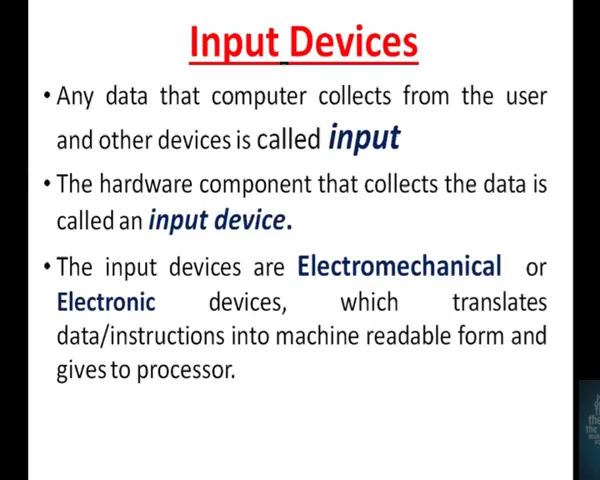 Input Devices
• Any data that computer collects from the user
and other devices is called input
• The hardware component that collects the data is
called an input device.
• The input devices are Electromechanical or
Electronic devices, which translates
data/instructions into machine readable form and
gives to processor.